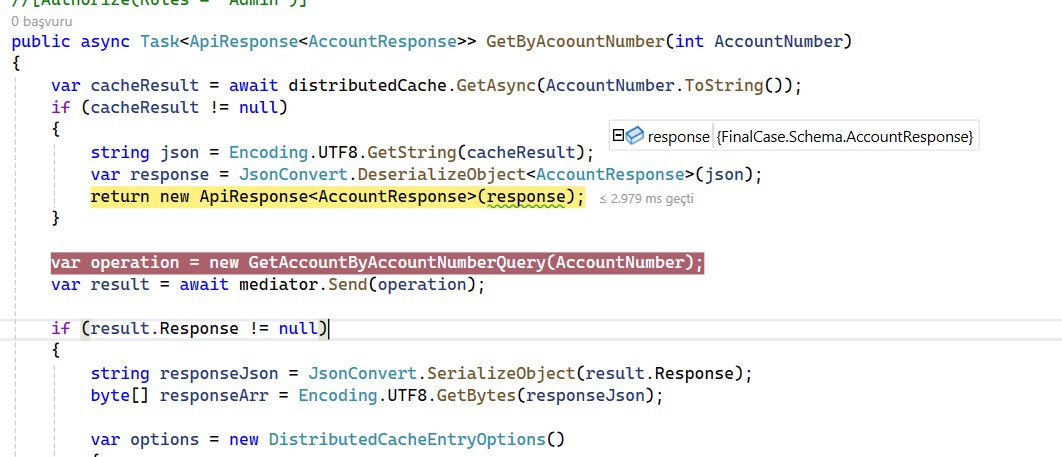 //[Authorize(Roles = "Admin")]
0 başvuru
public async Task<ApiResponse<AccountResponse>> GetByAcoountNumber(int AccountNumber)
{
var cacheResult = await distributedCache.GetAsync(AccountNumber.ToString());
if (cacheResult != null)
{
response {FinalCase.Schema.AccountResponse}
string json = Encoding.UTF8.GetString(cacheResult);
var response = JsonConvert.DeserializeObject<AccountResponse>(json);
return new ApiResponse<AccountResponse>(response); ≤ 2.979 ms geçti
}
var operation = new GetAccountByAccountNumberQuery(AccountNumber);
var result = await mediator.Send(operation);
if (result.Response != null)
{
string responseJson = JsonConvert.SerializeObject(result.Response);
byte[] responseArr = Encoding.UTF8.GetBytes(responseJson);
var options = new DistributedCacheEntryOptions()